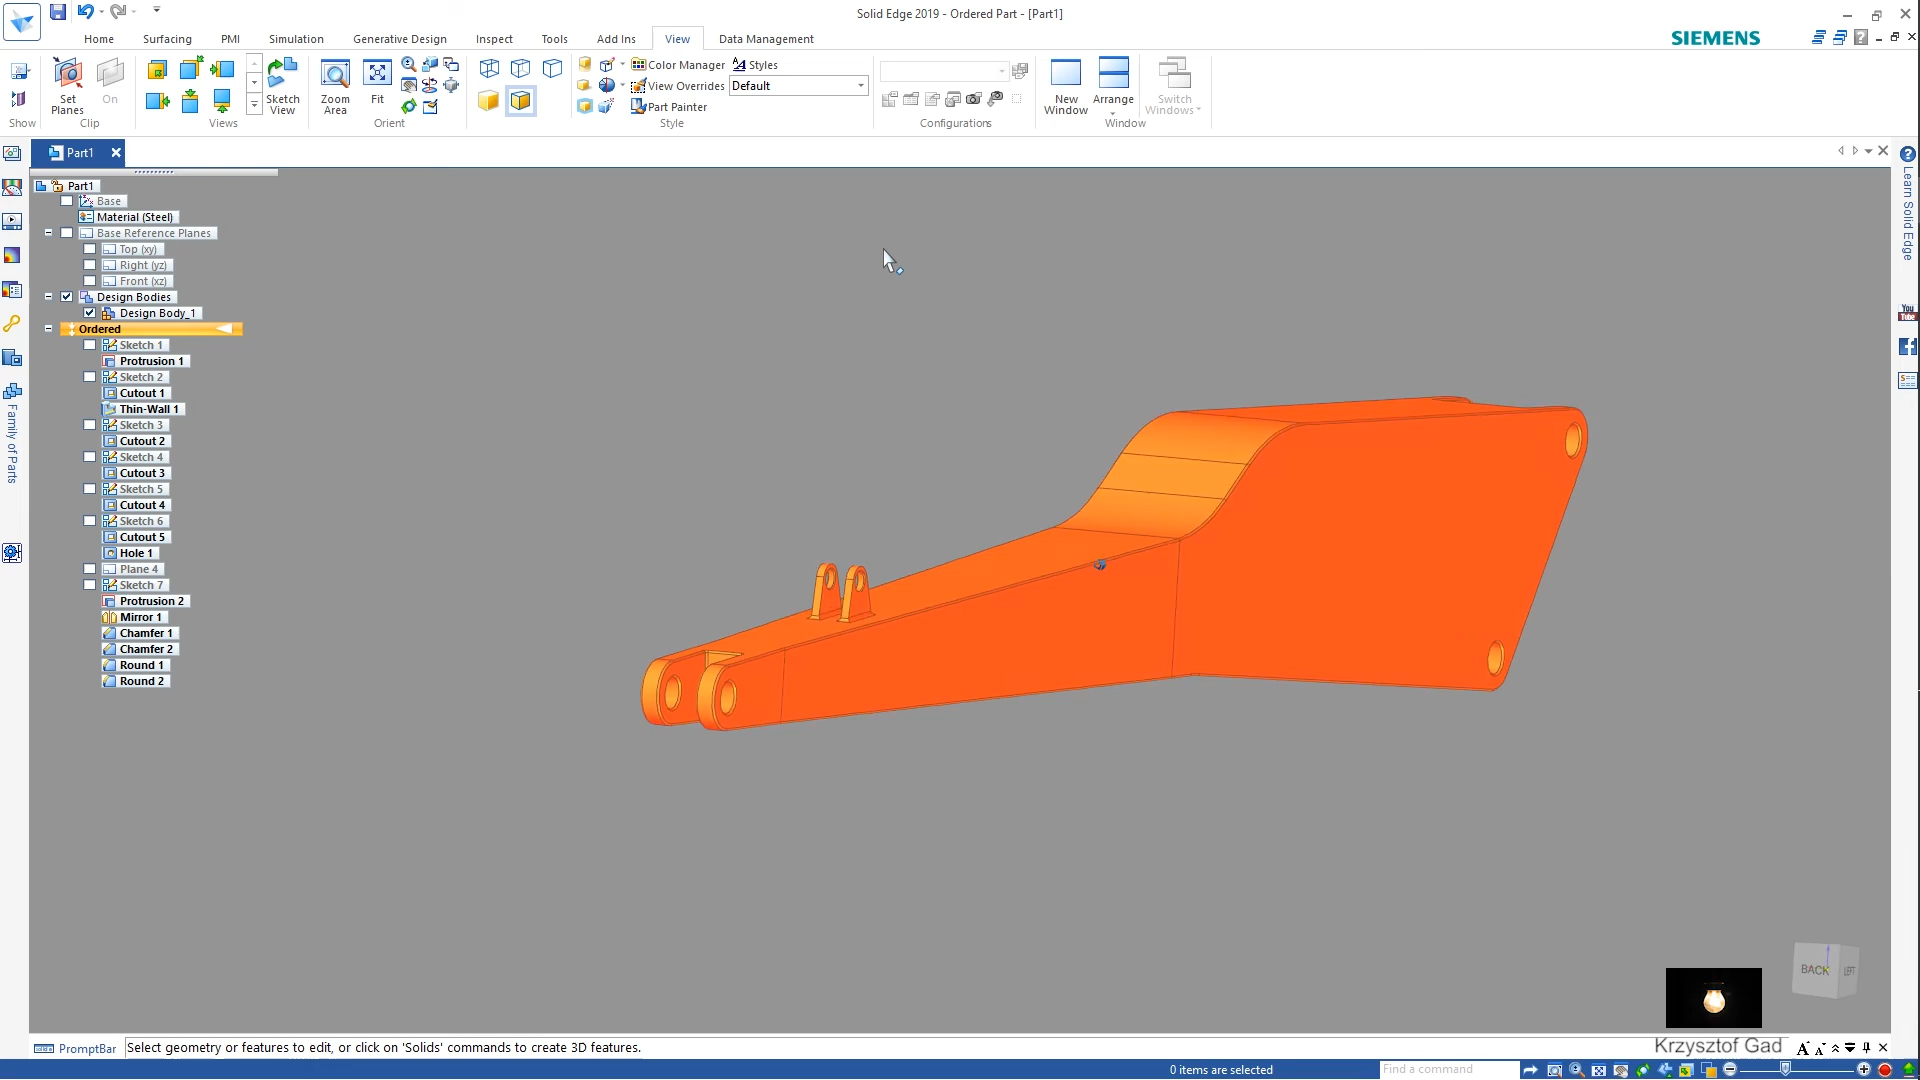 Solid Edge 2019 - Ordered Part - [Part1]
Home Surfacing PMI Simulation Generative Design Inspect Tools Add Ins View Data Management
SIEMENS
Set Planes
On
Sketch View
Zoom Area
Fit
Color Manager
Styles
View Overrides
Default
Part Painter
New Window
Arrange
Switch Windows
Show Clip Views Orient Style Configurations Window
Part1
Part1
Base
Material (Steel)
Base Reference Planes
Top (xy)
Right (yz)
Front (xz)
Design Bodies
Design Body_1
Ordered
Sketch 1
Protrusion 1
Sketch 2
Cutout 1
Thin-Wall 1
Sketch 3
Cutout 2
Sketch 4
Cutout 3
Sketch 5
Cutout 4
Sketch 6
Cutout 5
Hole 1
Plane 4
Sketch 7
Protrusion 2
Mirror 1
Chamfer 1
Chamfer 2
Round 1
Round 2
Family of Parts
Learn Solid Edge
You Tube
BACK
LEFT
PromptBar
Select geometry or features to edit, or click on 'Solids' commands to create 3D features.
Krzysztof Gad
0 items are selected
Find a command